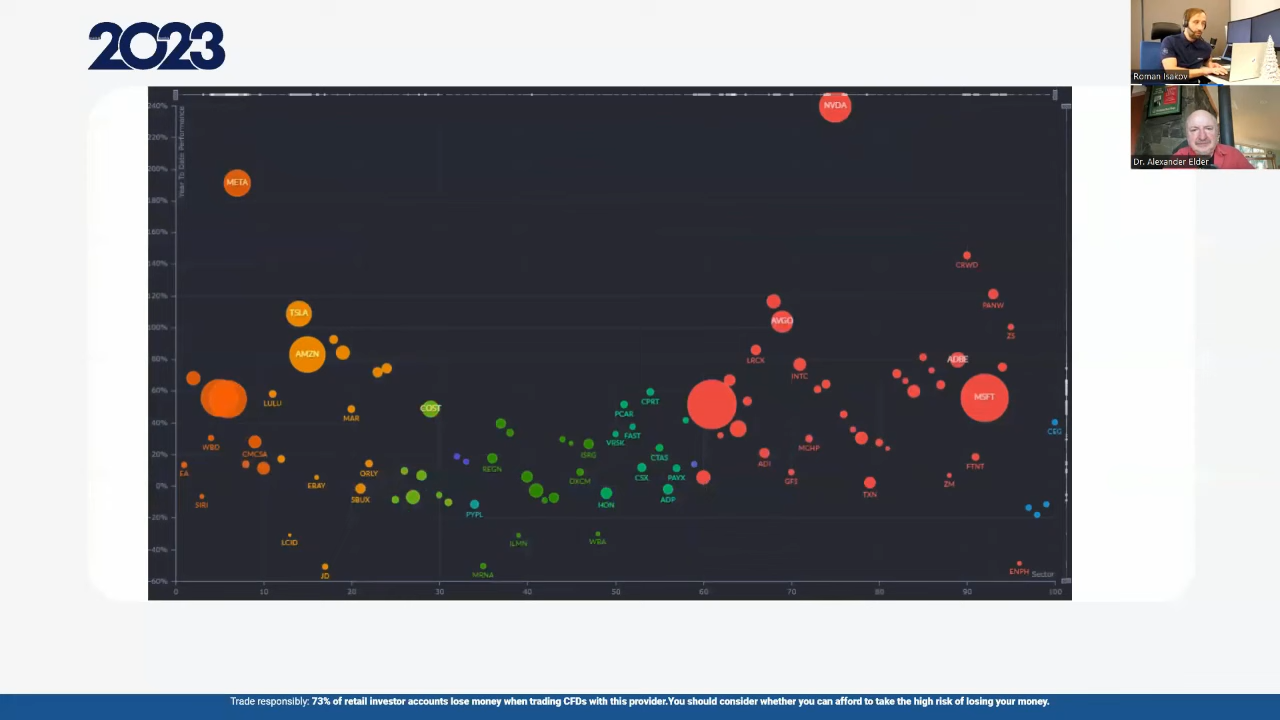 2023
Roman Isakov
Dr. Alexander Elder
Year To Date Performance
240%
NVDA
220%
200%
META
180%
160%
140%
CRWD
120%
PANW
TSLA
AVGO
100%
ZS
AMZN
LRCX
ADBE
80%
INTC
60%
LULU
CPRT
MSFT
COST
PCAR
MAR
CEG
WBD
VRSK
FAST
MCHP
CMCSA
CTAS
20%
EA
ORLY
REGN
ADI
FTNT
CSX
PAYX
EBAY
GFS
ZM
0%
SIRI
SBUX
HON
ADP
TXN
PYPL
-20%
LCID
ILMN
WBA
-40%
JD
MRNA
ENPH
Sector
-60%
0 10 20 30 40 50 60 70 80 90 100
Trade responsibly: 73% of retail investor accounts lose money when trading CFDs with this provider.You should consider whether you can afford to take the high risk of losing your money.